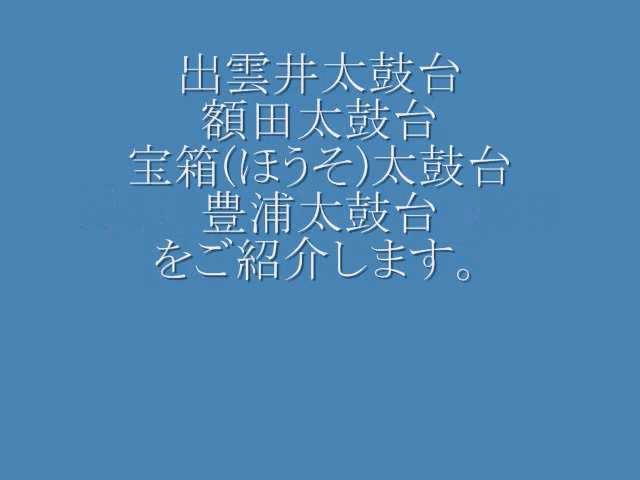 出雲井太鼓台
額田太鼓台
宝箱(ほうそ)太鼓台
豊浦太鼓台
をご紹介します。